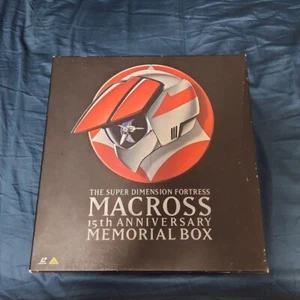 THE SUPER DIMENSION FORTRESS
MACROSS
15th ANNIVERSARY
MEMORIAL BOX